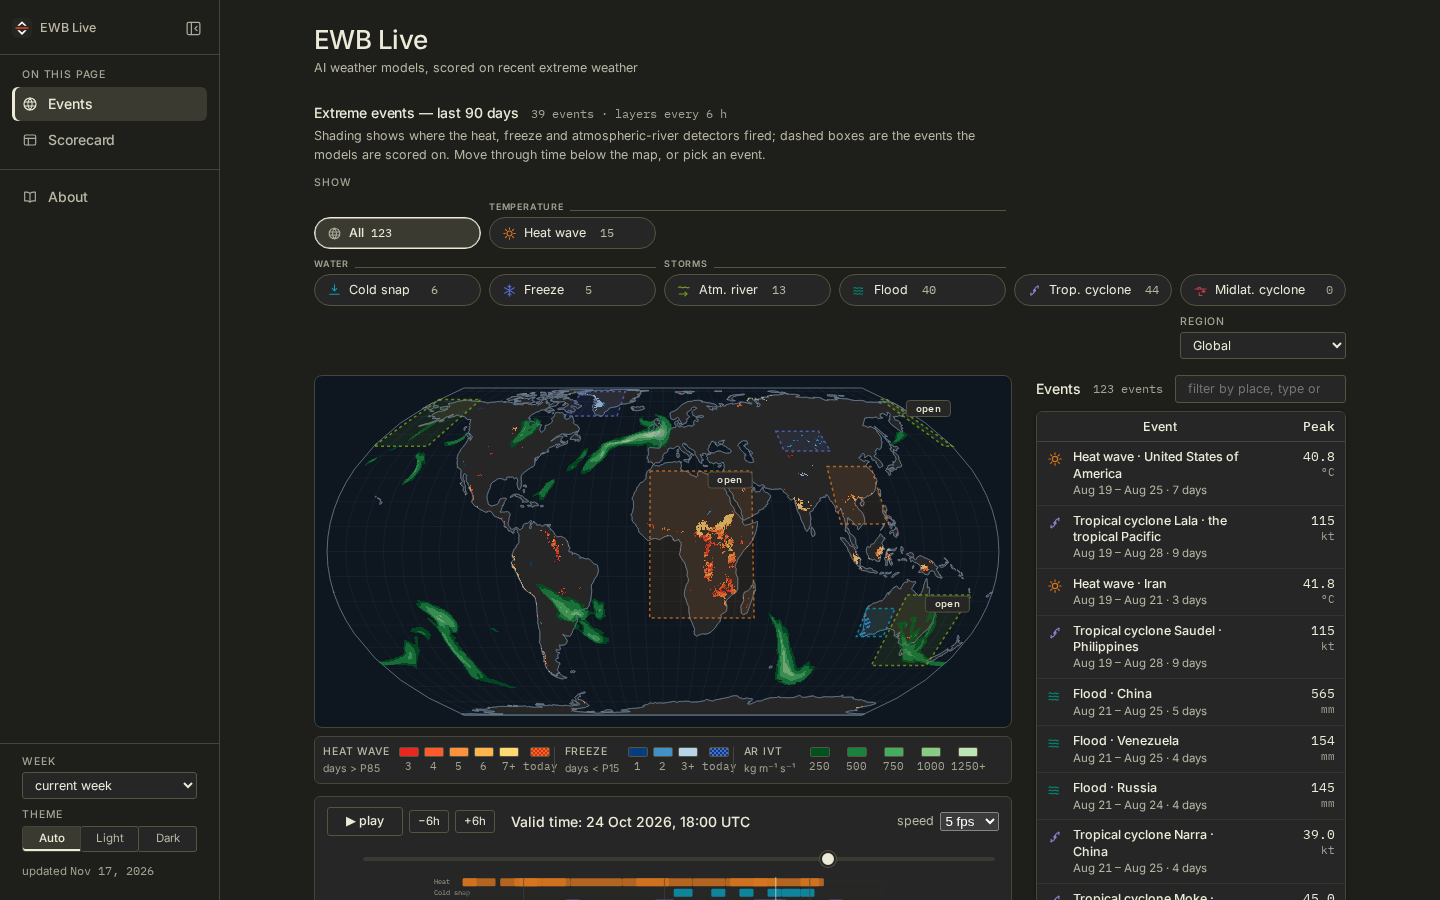 EWB Live
ON THIS PAGE
Events
Scorecard
About
WEEK
current week
THEME
Auto Light Dark
updated Nov 17, 2026
EWB Live
AI weather models, scored on recent extreme weather
Extreme events — last 90 days 39 events · layers every 6 h
Shading shows where the heat, freeze and atmospheric-river detectors fired; dashed boxes are the events the
models are scored on. Move through time below the map, or pick an event.
SHOW
TEMPERATURE
All 123 Heat wave 15
WATER STORMS
Cold snap 6 Freeze 5 Atm. river 13 Flood 40 Trop. cyclone 44 Midlat. cyclone 0
REGION
Global
open
open
open
HEAT WAVE
days > P85
3 4 5 6 7+ today
FREEZE
days < P15
1 2 3+ today
AR IVT
kg m⁻¹ s⁻¹
250 500 750 1000 1250+
▶ play −6h +6h Valid time: 24 Oct 2026, 18:00 UTC speed 5 fps
Heat
Cold snap
Events 123 events filter by place, type or
Event Peak
Heat wave · United States of America
Aug 19 – Aug 25 · 7 days
40.8 °C
Tropical cyclone Lala · the tropical Pacific
Aug 19 – Aug 28 · 9 days
115 kt
Heat wave · Iran
Aug 19 – Aug 21 · 3 days
41.8 °C
Tropical cyclone Saudel · Philippines
Aug 19 – Aug 28 · 9 days
115 kt
Flood · China
Aug 21 – Aug 25 · 5 days
565 mm
Flood · Venezuela
Aug 21 – Aug 25 · 4 days
154 mm
Flood · Russia
Aug 21 – Aug 24 · 4 days
145 mm
Tropical cyclone Narra · China
Aug 21 – Aug 25 · 4 days
39.0 kt
Tropical cyclone Moke ·
45.0